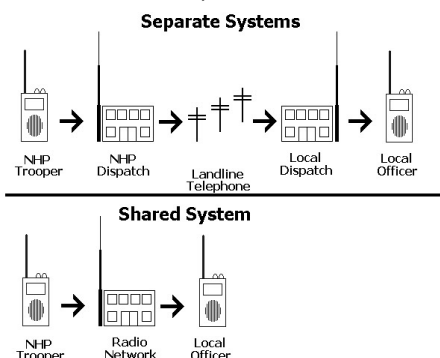 Separate Systems
NHP
Trooper
NHP
Dispatch
Landline
Telephone
Local
Dispatch
Local
Officer
Shared System
NHP
Trooper
Radio
Network
Local
Officer